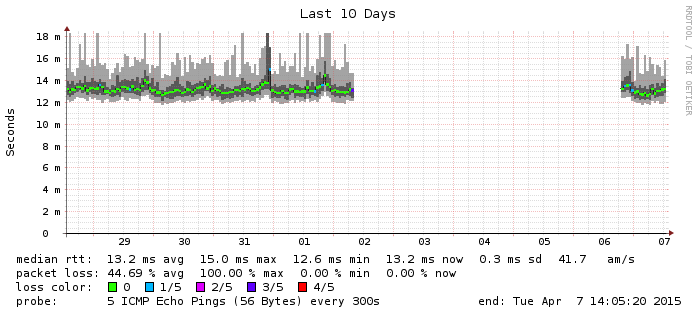 Last 10 Days
RRDTOOL / TOBI OETIKER
Seconds
18 m
16 m
14 m
12 m
10 m
8 m
6 m
4 m
2 m
0
29 30 31 01 02 03 04 05 06 07
median rtt: 13.2 ms avg 15.0 ms max 12.6 ms min 13.2 ms now 0.3 ms sd 41.7 am/s
packet loss: 44.69 % avg 100.00 % max 0.00 % min 0.00 % now
loss color: 0 1/5 2/5 3/5 4/5
probe: 5 ICMP Echo Pings (56 Bytes) every 300s end: Tue Apr 7 14:05:20 2015